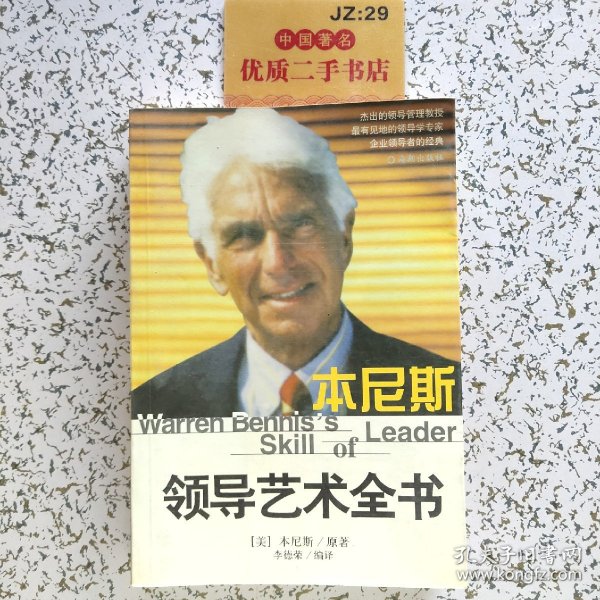 JZ:29
中国著名
优质二手书店
杰出的领导管理教授
最有见地的领导学专家
企业领导者的经典
本尼斯
Warren Bennis's
Skill of Leader
领导艺术全书
[美] 本尼斯／原著
李德荣／编译
孔夫子旧书网
kongfz.com